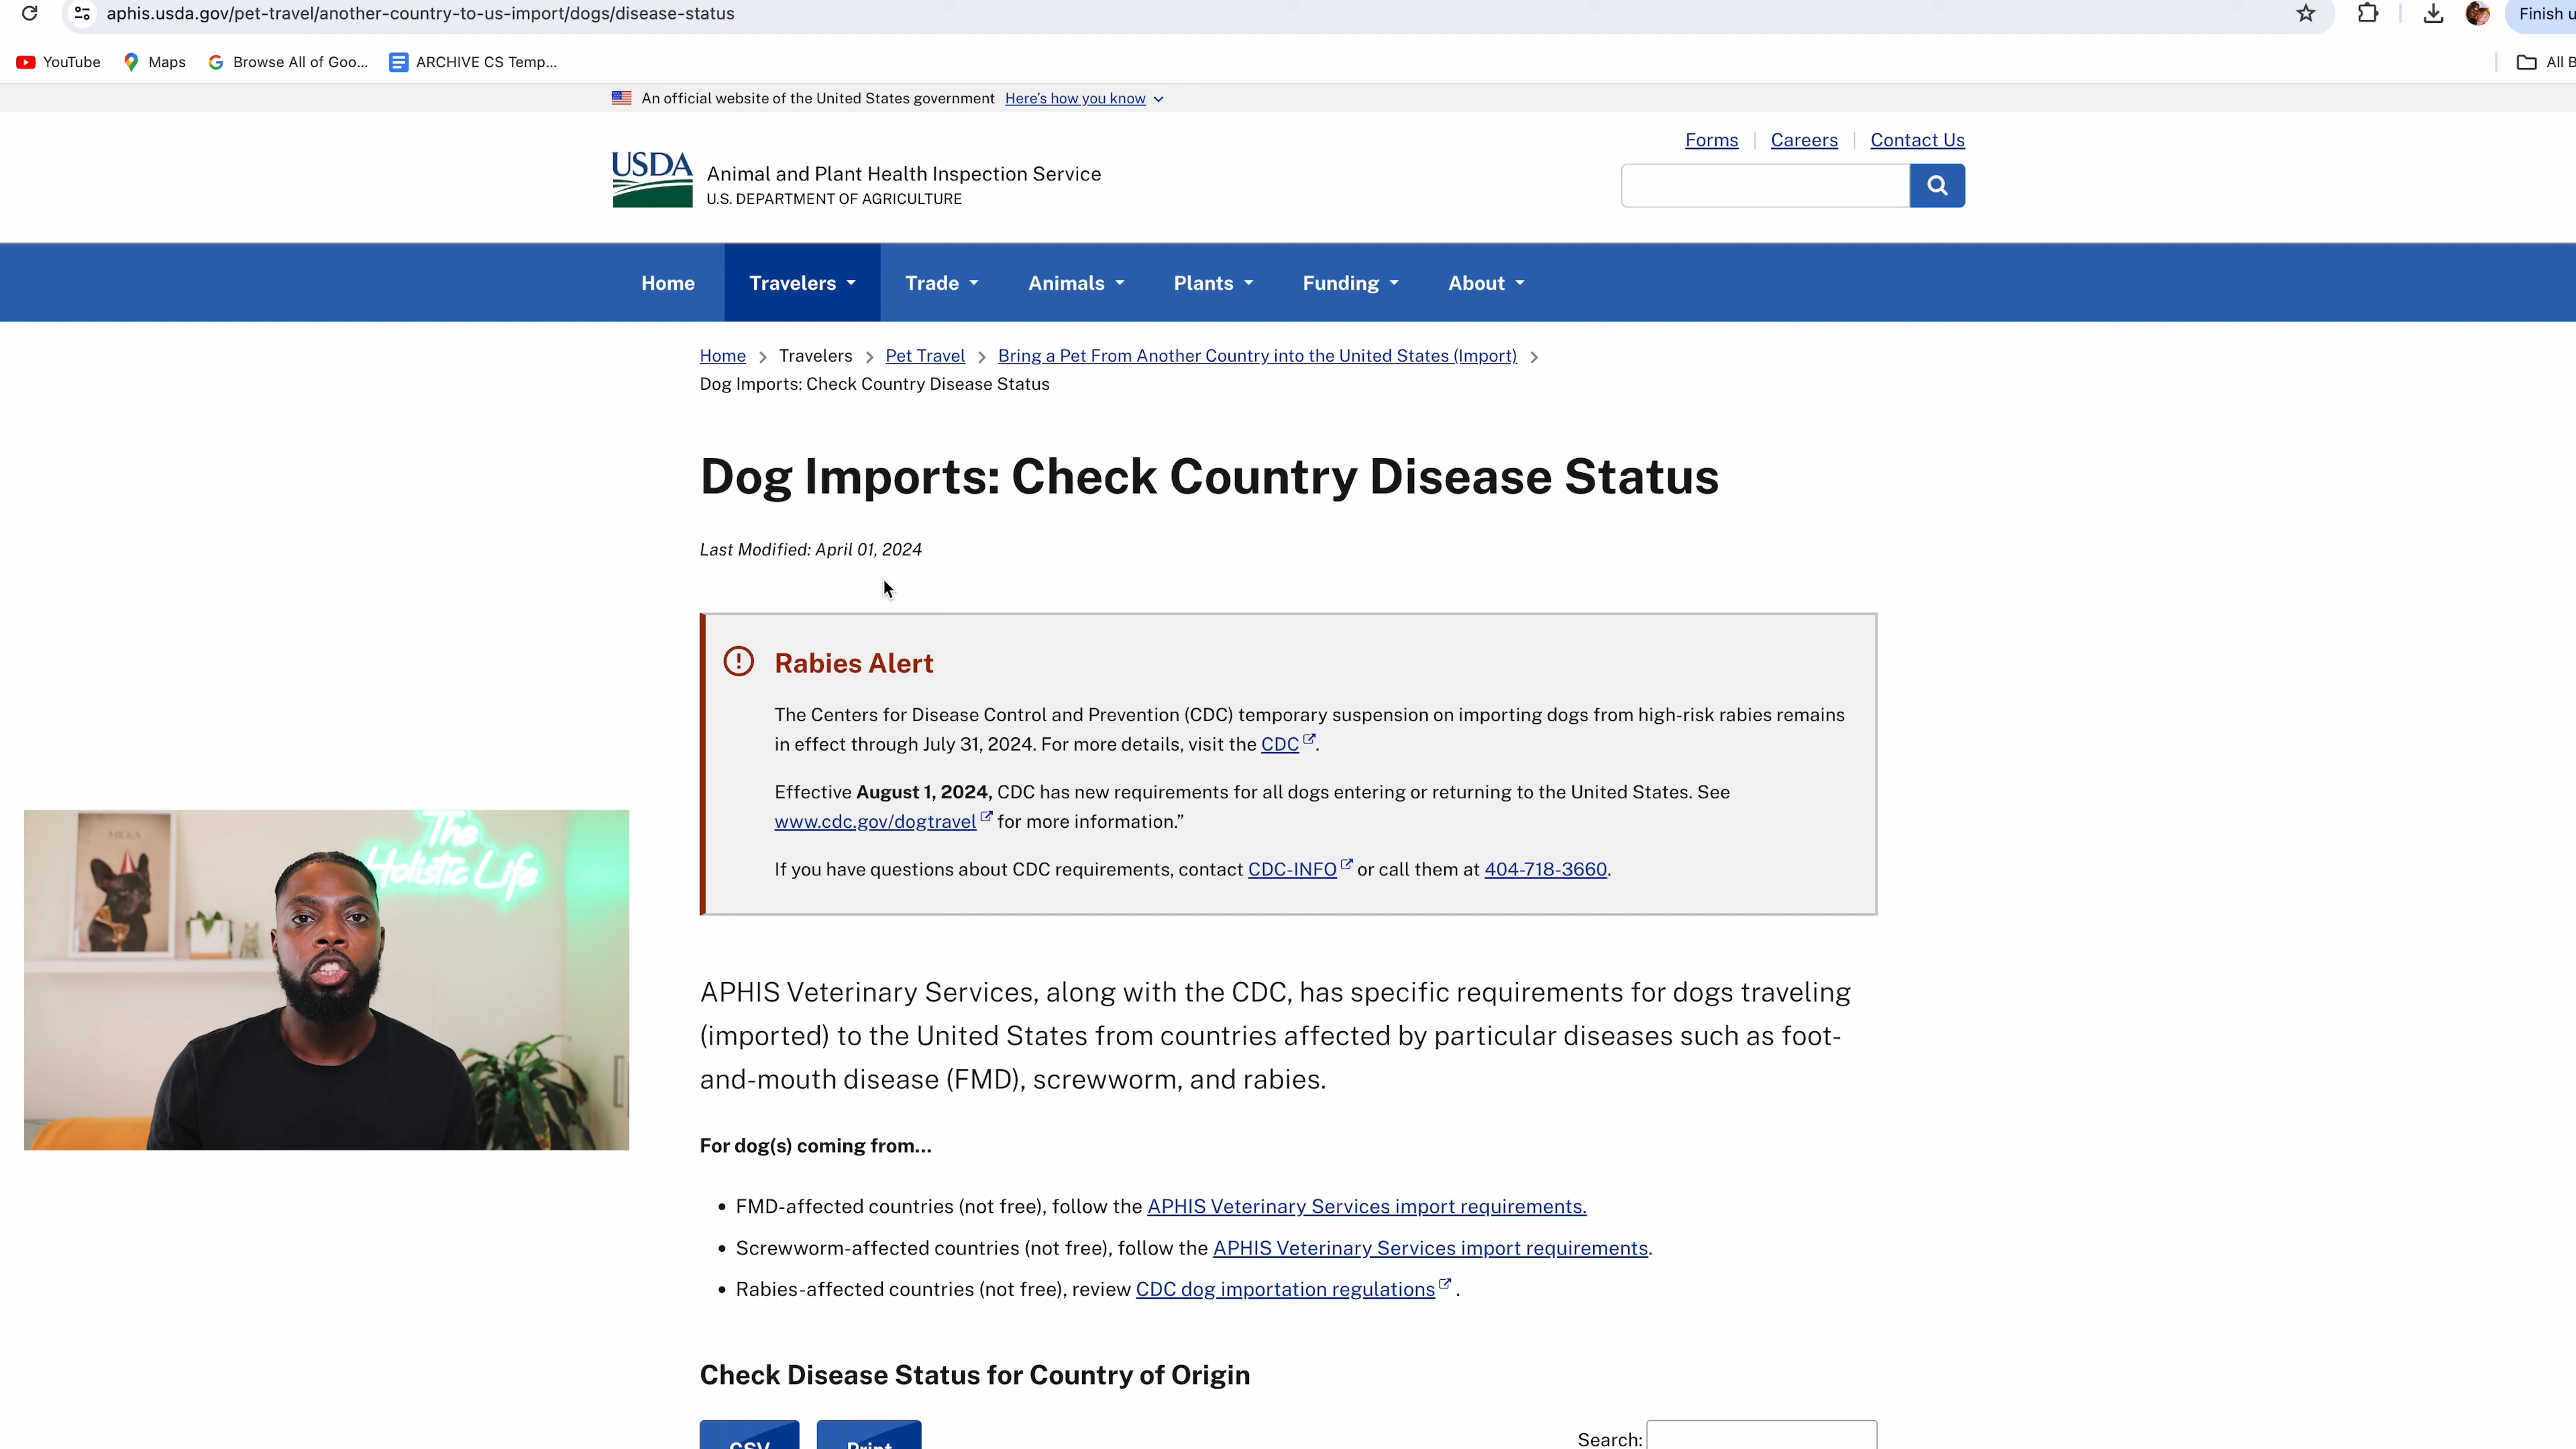 aphis.usda.gov/pet-travel/another-country-to-us-import/dogs/disease-status
Finish u
YouTube
Maps
Browse All of Goo...
ARCHIVE CS Temp...
All B
An official website of the United States government Here's how you know
Forms
Careers
Contact Us
USDA
Animal and Plant Health Inspection Service
U.S. DEPARTMENT OF AGRICULTURE
Home
Travelers
Trade
Animals
Plants
Funding
About
Home > Travelers > Pet Travel > Bring a Pet From Another Country into the United States (Import) >
Dog Imports: Check Country Disease Status
Dog Imports: Check Country Disease Status
Last Modified: April 01, 2024
Rabies Alert
The Centers for Disease Control and Prevention (CDC) temporary suspension on importing dogs from high-risk rabies remains
in effect through July 31, 2024. For more details, visit the CDC.
Effective August 1, 2024, CDC has new requirements for all dogs entering or returning to the United States. See
www.cdc.gov/dogtravel for more information.”
If you have questions about CDC requirements, contact CDC-INFO or call them at 404-718-3660.
MILKA
The
Holistic Life
APHIS Veterinary Services, along with the CDC, has specific requirements for dogs traveling
(imported) to the United States from countries affected by particular diseases such as foot-
and-mouth disease (FMD), screwworm, and rabies.
For dog(s) coming from...
• FMD-affected countries (not free), follow the APHIS Veterinary Services import requirements.
• Screwworm-affected countries (not free), follow the APHIS Veterinary Services import requirements.
• Rabies-affected countries (not free), review CDC dog importation regulations .
Check Disease Status for Country of Origin
CSV
Print
Search: